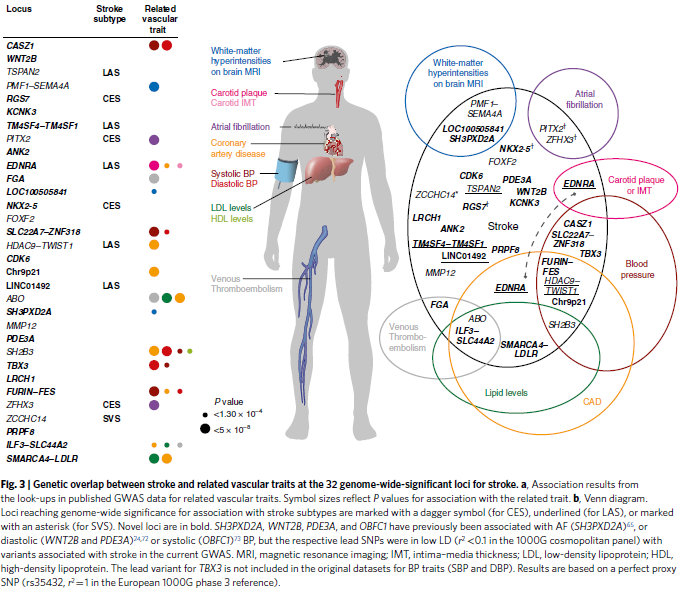 Locus Stroke subtype Related vascular trait
CASZ1
WNT2B
TSPAN2 LAS
PMF1–SEMA4A
RGS7 CES
KCNK3
TM4SF4–TM4SF1 LAS
PITX2 CES
ANK2
EDNRA LAS
FGA
LOC100505841
NKX2-5 CES
FOXF2
SLC22A7–ZNF318
HDAC9–TWIST1 LAS
CDK6
Chr9p21
LINC01492 LAS
ABO
SH3PXD2A
MMP12
PDE3A
SH2B3
TBX3
LRCH1
FURIN–FES
ZFHX3 CES
ZCCHC14 SVS
PRPF8
ILF3–SLC44A2
SMARCA4–LDLR
White-matter
hyperintensities
on brain MRI
Carotid plaque
Carotid IMT
Atrial fibrillation
Coronary
artery disease
Systolic BP
Diastolic BP
LDL levels
HDL levels
Venous
Thromboembolism
P value
<1.30 × 10⁻⁴
<5 × 10⁻⁸
White-matter
hyperintensities
on brain MRI
Atrial
fibrillation
PMF1–
SEMA4A
LOC100505841
SH3PXD2A
PITX2†
ZFHX3†
NKX2-5†
FOXF2
CDK6
PDE3A
EDNRA
Carotid plaque
or IMT
TSPAN2
ZCCHC14*
WNT2B
KCNK3
RGS7†
LRCH1
ANK2
Stroke
CASZ1
SLC22A7–
ZNF318
TBX3
TM4SF4–TM4SF1
LINC01492
PRPF8
Blood
pressure
MMP12
FURIN–
FES
HDAC9–
TWIST1
Chr9p21
EDNRA
FGA
Venous
Thrombo-
embolism
ABO
ILF3–
SLC44A2
SH2B3
SMARCA4–
LDLR
Lipid levels
CAD
Fig. 3 | Genetic overlap between stroke and related vascular traits at the 32 genome-wide-significant loci for stroke. a, Association results from
the look-ups in published GWAS data for related vascular traits. Symbol sizes reflect P values for association with the related trait. b, Venn diagram.
Loci reaching genome-wide significance for association with stroke subtypes are marked with a dagger symbol (for CES), underlined (for LAS), or marked
with an asterisk (for SVS). Novel loci are in bold. SH3PXD2A, WNT2B, PDE3A, and OBFC1 have previously been associated with AF (SH3PXD2A)⁶⁵, or
diastolic (WNT2B and PDE3A)²⁴,⁷² or systolic (OBFC1)⁷³ BP, but the respective lead SNPs were in low LD (r² <0.1 in the 1000G cosmopolitan panel) with
variants associated with stroke in the current GWAS. MRI, magnetic resonance imaging; IMT, intima–media thickness; LDL, low-density lipoprotein; HDL,
high-density lipoprotein. The lead variant for TBX3 is not included in the original datasets for BP traits (SBP and DBP). Results are based on a perfect proxy
SNP (rs35432, r² = 1 in the European 1000G phase 3 reference).